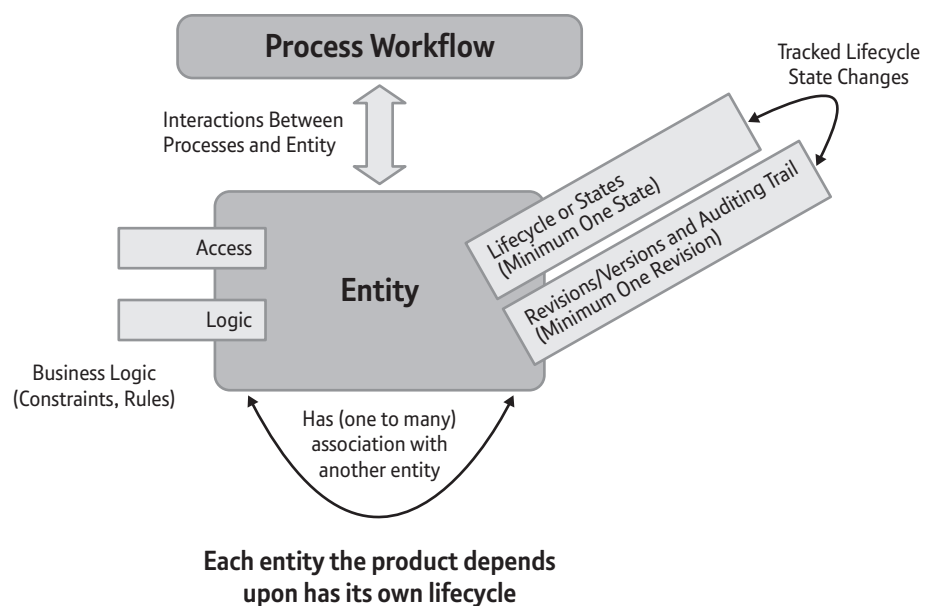 Process Workflow
Tracked Lifecycle
State Changes
Interactions Between
Processes and Entity
Lifecycle or States
(Minimum One State)
Revisions/Versions and Auditing Trail
(Minimum One Revision)
Access
Entity
Logic
Business Logic
(Constraints, Rules)
Has (one to many)
association with
another entity
Each entity the product depends
upon has its own lifecycle